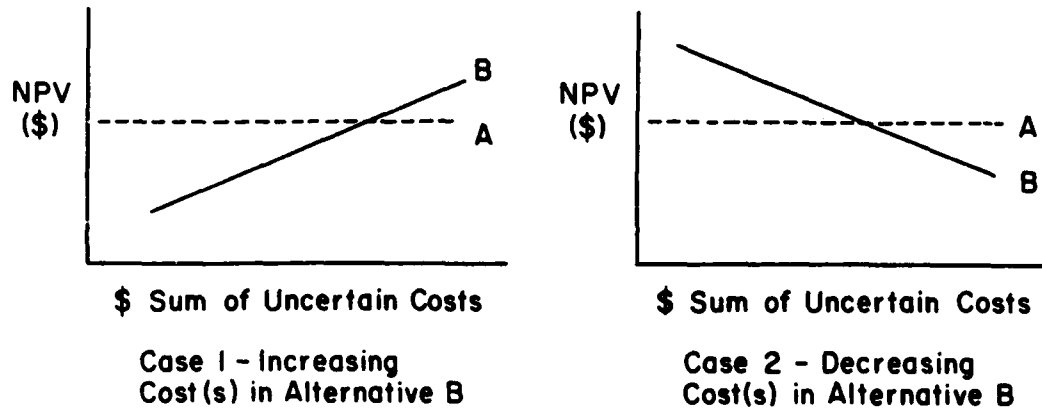 NPV
($)
B
A
$ Sum of Uncertain Costs
Case 1 - Increasing
Cost(s) in Alternative B
NPV
($)
A
B
$ Sum of Uncertain Costs
Case 2 - Decreasing
Cost(s) in Alternative B